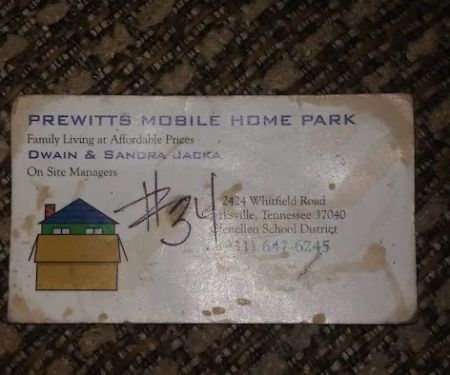 PREWITTS MOBILE HOME PARK
Family Living at Affordable Prices
DWAIN & SANDRA JACKA
On Site Managers
#34
2424 Whitfield Road
Tennessee 37040
School District
647-6245